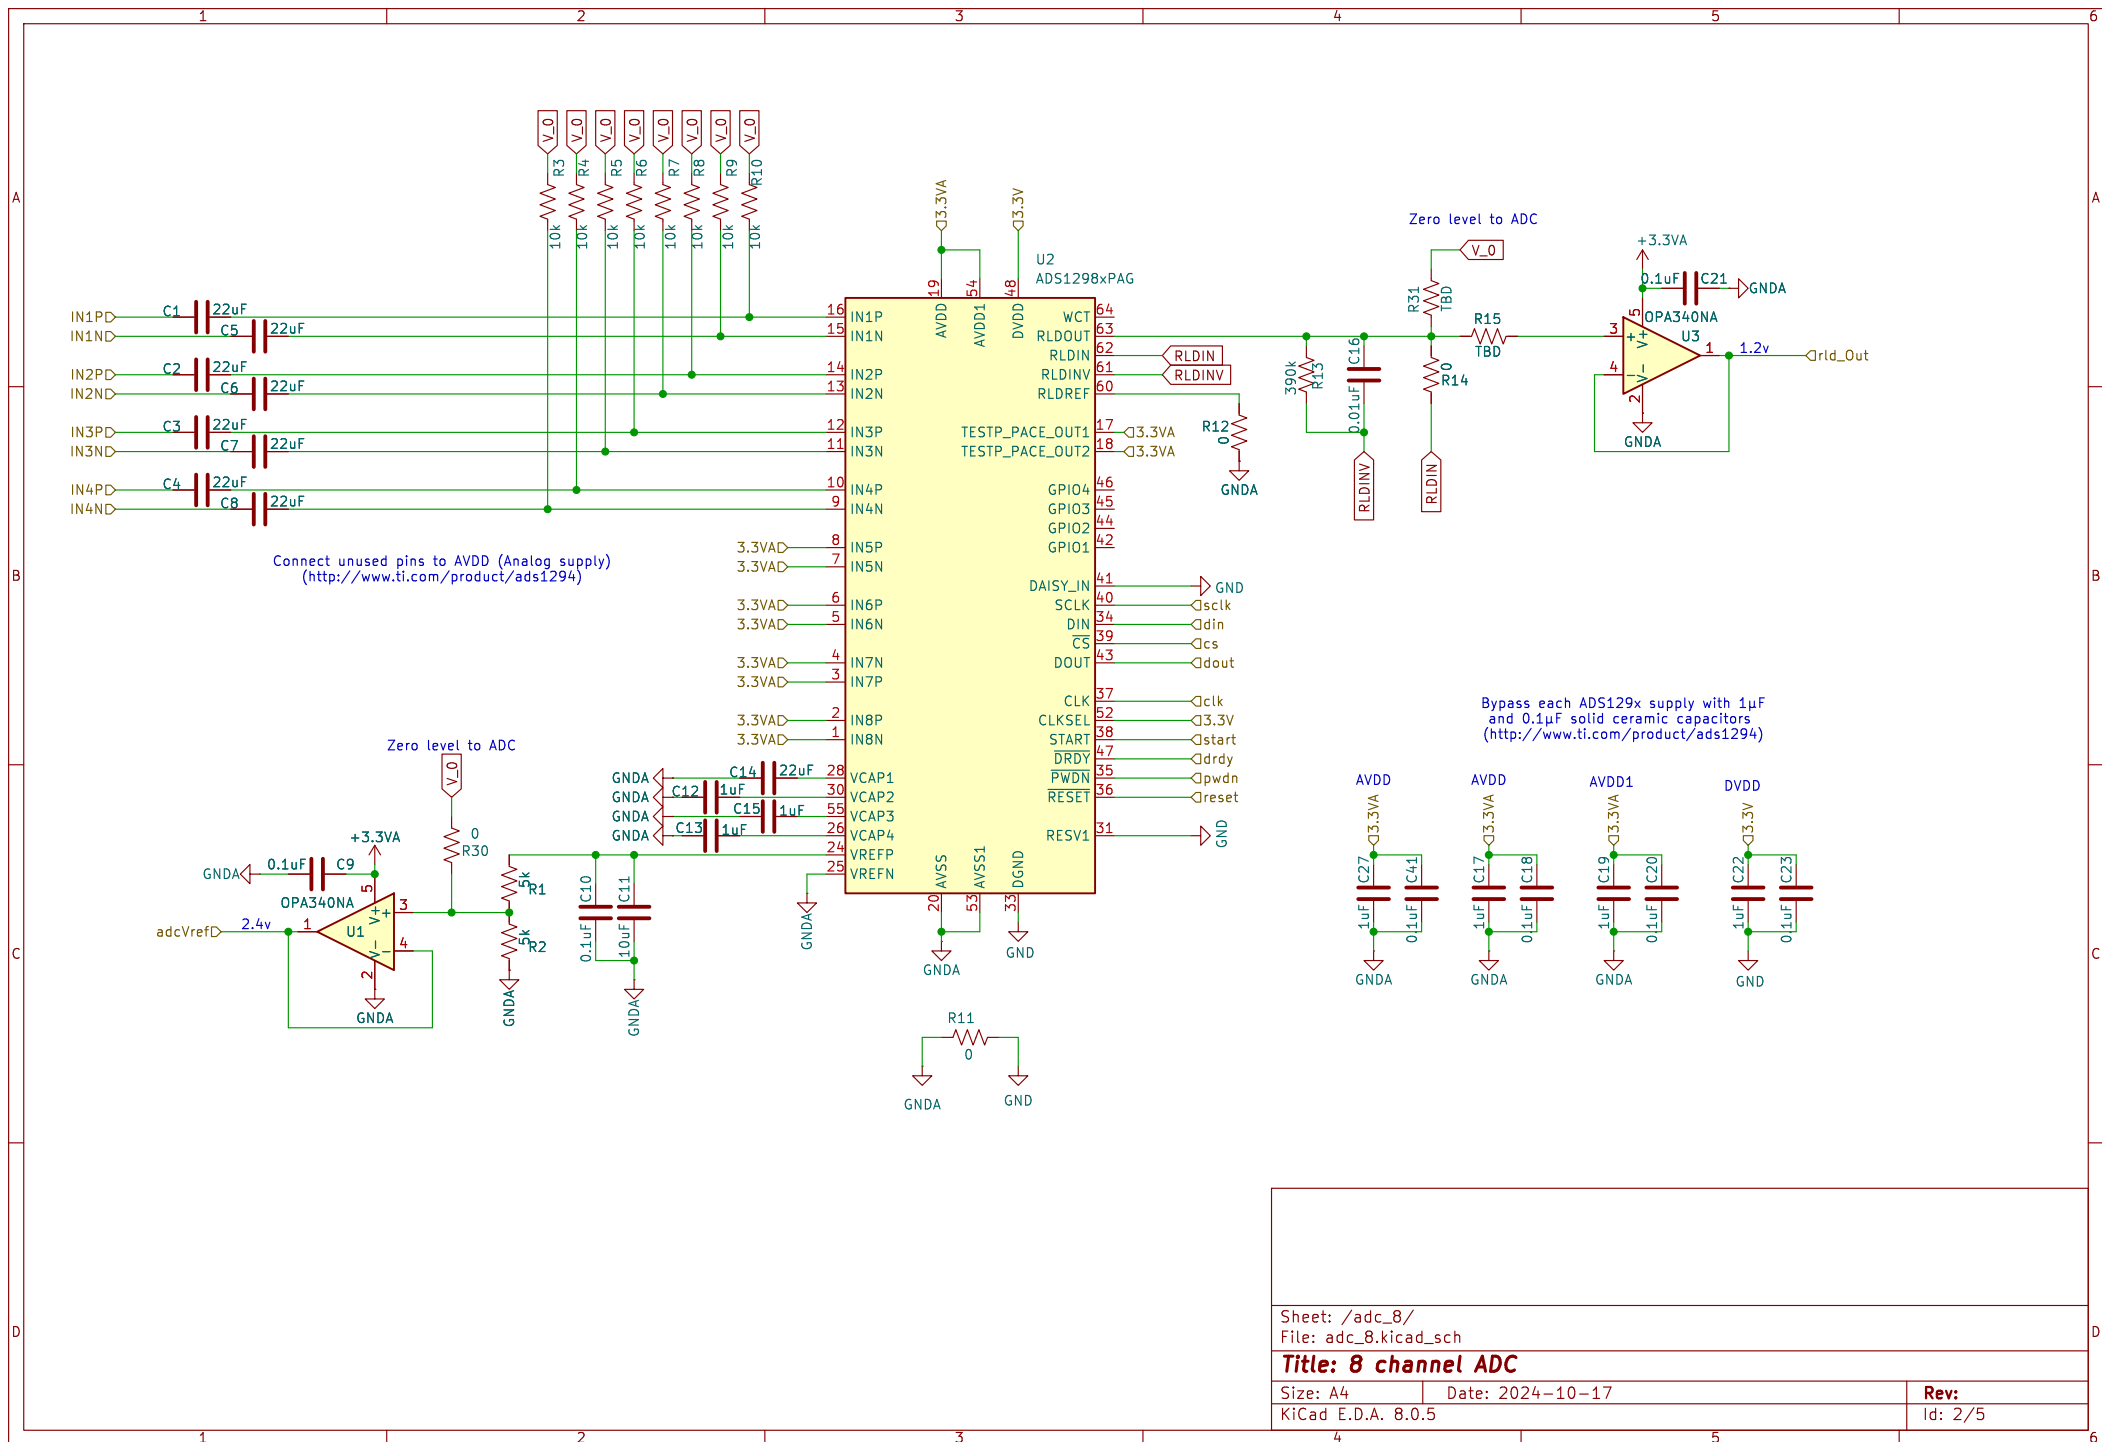 1 2 3 4 5 6
A
B
C
D
A
B
C
D
1 2 3 4 5 6
V_0 V_0 V_0 V_0 V_0 V_0 V_0 V_0
R3 R4 R5 R6 R7 R8 R9 R10
10k 10k 10k 10k 10k 10k 10k 10k
IN1P C1 22uF
IN1N C5 22uF
IN2P C2 22uF
IN2N C6 22uF
IN3P C3 22uF
IN3N C7 22uF
IN4P C4 22uF
IN4N C8 22uF
Connect unused pins to AVDD (Analog supply)
(http://www.ti.com/product/ads1294)
3.3VA 3.3V
U2
ADS1298xPAG
19 54 48
AVDD AVDD1 DVDD
16 IN1P
15 IN1N
14 IN2P
13 IN2N
12 IN3P
11 IN3N
10 IN4P
9 IN4N
3.3VA 8 IN5P
3.3VA 7 IN5N
3.3VA 6 IN6P
3.3VA 5 IN6N
3.3VA 4 IN7N
3.3VA 3 IN7P
3.3VA 2 IN8P
3.3VA 1 IN8N
GNDA C14 22uF 28 VCAP1
GNDA C12 1uF 30 VCAP2
GNDA C15 1uF 55 VCAP3
GNDA C13 1uF 26 VCAP4
24 VREFP
25 VREFN
GNDA
WCT 64
RLDOUT 63
RLDIN 62 RLDIN
RLDINV 61 RLDINV
RLDREF 60
R12
0
GNDA
TESTP_PACE_OUT1 17 3.3VA
TESTP_PACE_OUT2 18 3.3VA
GPIO4 46
GPIO3 45
GPIO2 44
GPIO1 42
DAISY_IN 41 GND
SCLK 40 sclk
DIN 34 din
CS 39 cs
DOUT 43 dout
CLK 37 clk
CLKSEL 52 3.3V
START 38 start
DRDY 47 drdy
PWDN 35 pwdn
RESET 36 reset
RESV1 31 GND
AVSS AVSS1 DGND
20 53 33
GNDA GND
R11
0
GNDA GND
Zero level to ADC
V_0
R31
TBD
R15
TBD
390k
R13
C16
0.01uF
0
R14
RLDINV
RLDIN
+3.3VA
0.1uF C21 GNDA
OPA340NA
U3
5 V+
3 +
4 -
V- 2
1
1.2v
rld_Out
GNDA
Zero level to ADC
V_0
0
R30
+3.3VA
GNDA 0.1uF C9
OPA340NA
U1
5 V+
3 +
4 -
V- 2
1
2.4v
adcVref
GNDA
5k
R1
5k
R2
GNDA
C10
0.1uF
C11
10uF
GNDA
Bypass each ADS129x supply with 1µF
and 0.1µF solid ceramic capacitors
(http://www.ti.com/product/ads1294)
AVDD AVDD AVDD1 DVDD
3.3VA 3.3VA 3.3VA 3.3V
C27 C41 C17 C18 C19 C20 C22 C23
1uF 0.1uF 1uF 0.1uF 1uF 0.1uF 1uF 0.1uF
GNDA GNDA GNDA GND
Sheet: /adc_8/
File: adc_8.kicad_sch
Title: 8 channel ADC
Size: A4 Date: 2024-10-17 Rev:
KiCad E.D.A. 8.0.5 Id: 2/5